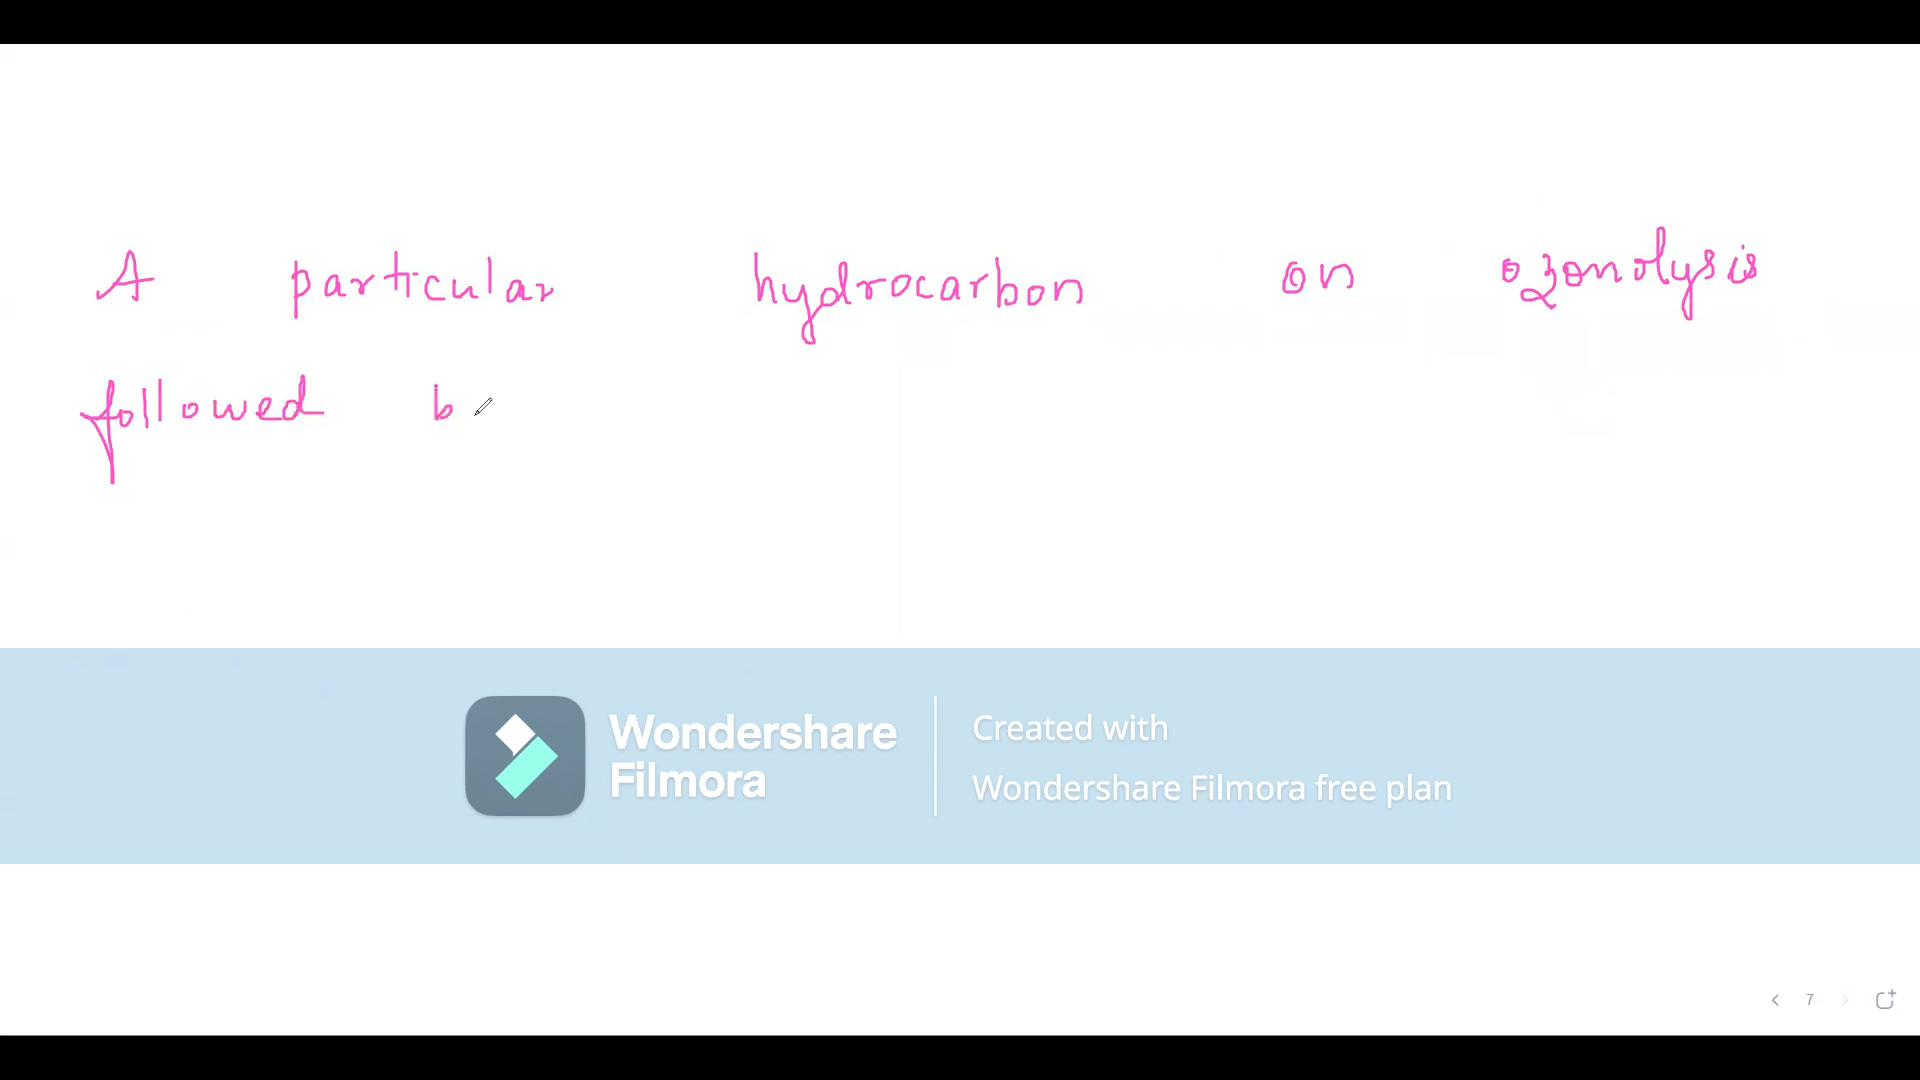 A particular hydrocarbon on ozonolysis
followed b
Wondershare
Filmora
Created with
Wondershare Filmora free plan
7